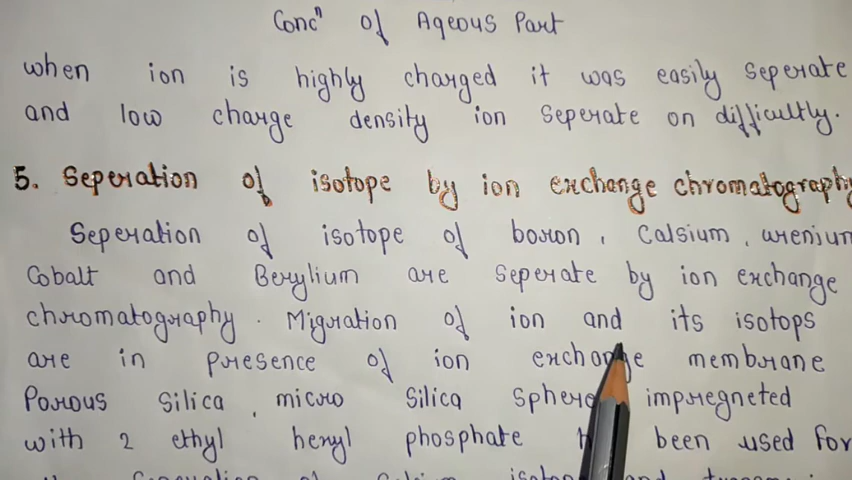 Concⁿ of Aqeous Part
when ion is highly charged it was easily seperate
and low charge density ion seperate on difficultly.
5. Seperation of isotope by ion exchange chromatography
Seperation of isotope of boron, Calsium, urenium
Cobalt and Berylium are seperate by ion exchange
chromatography. Migration of ion and its isotops
are in presence of ion exchange membrane
Porous silica, micro silica sphere impregneted
with 2 ethyl hexyl phosphate been used for
isotope and